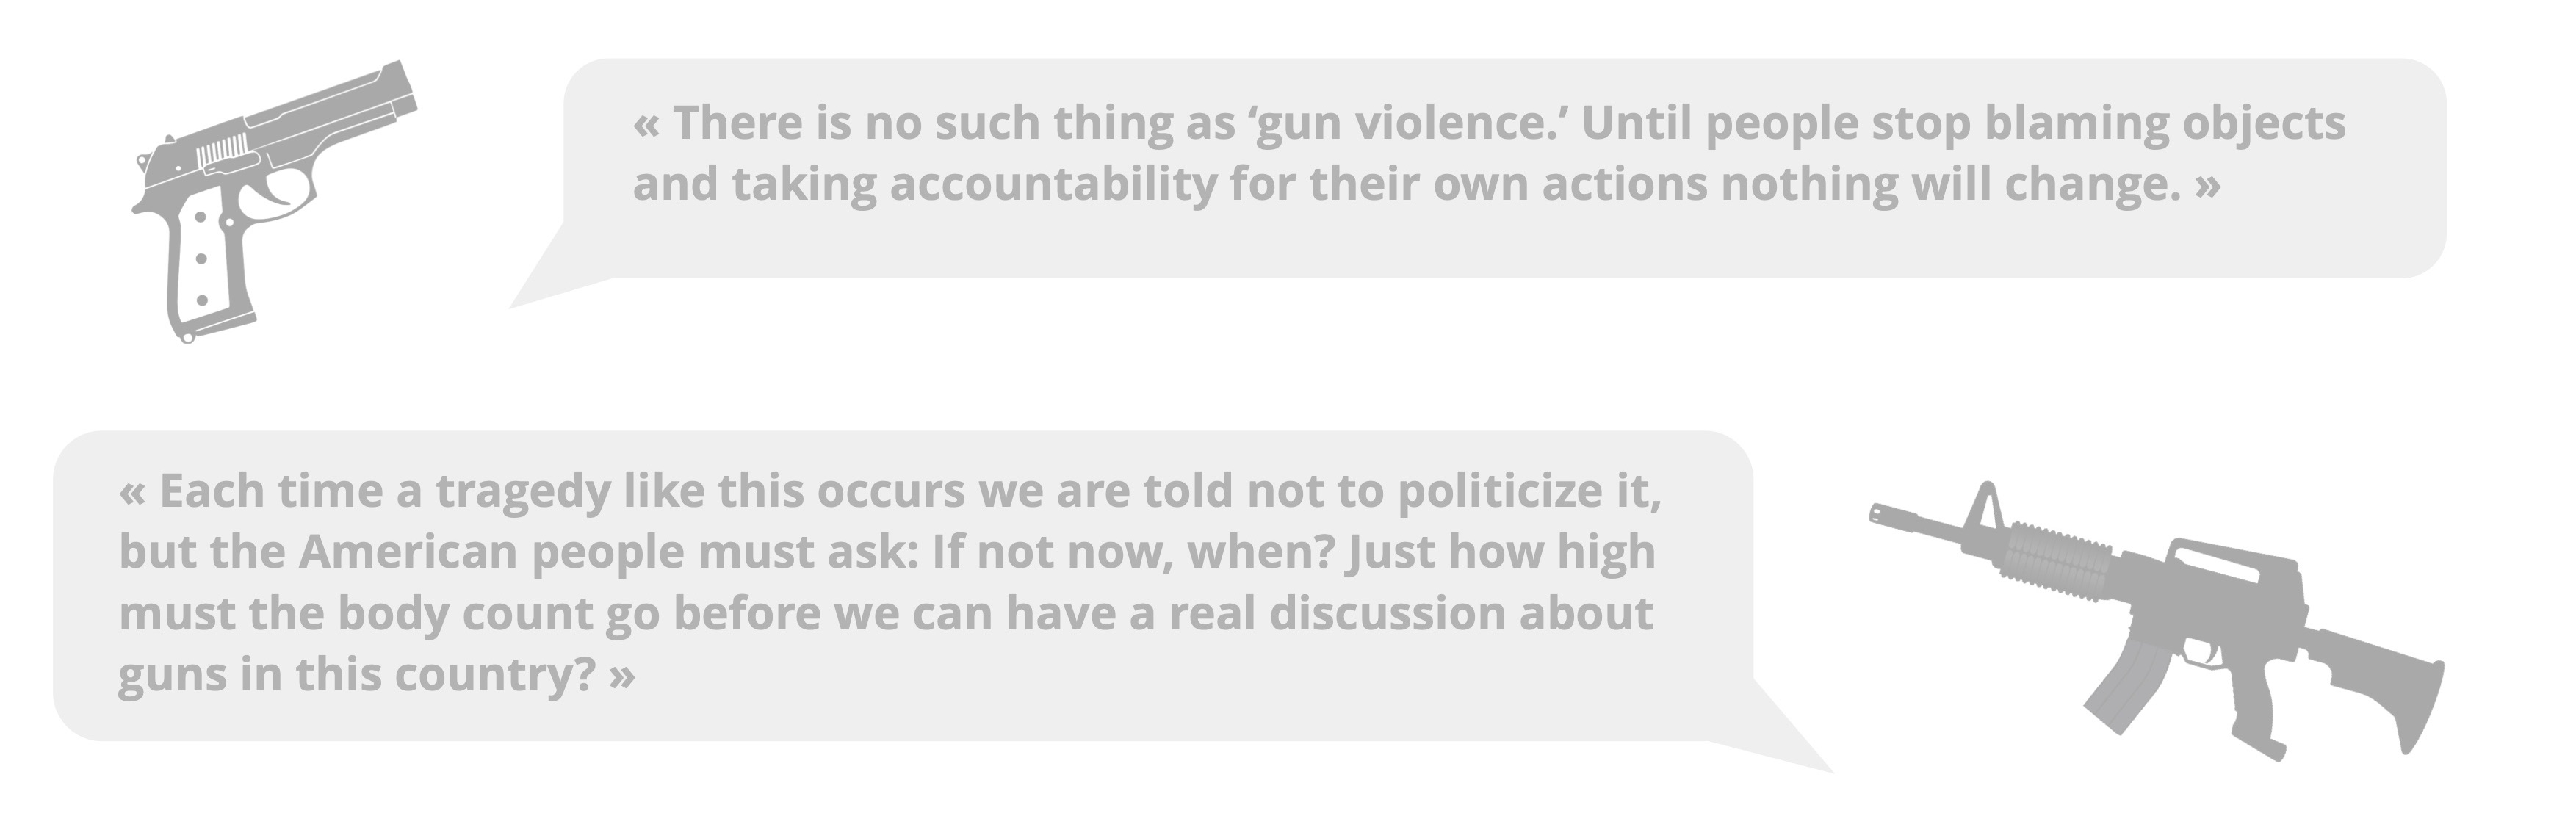 « There is no such thing as ‘gun violence.’ Until people stop blaming objects
and taking accountability for their own actions nothing will change. »
« Each time a tragedy like this occurs we are told not to politicize it,
but the American people must ask: If not now, when? Just how high
must the body count go before we can have a real discussion about
guns in this country? »